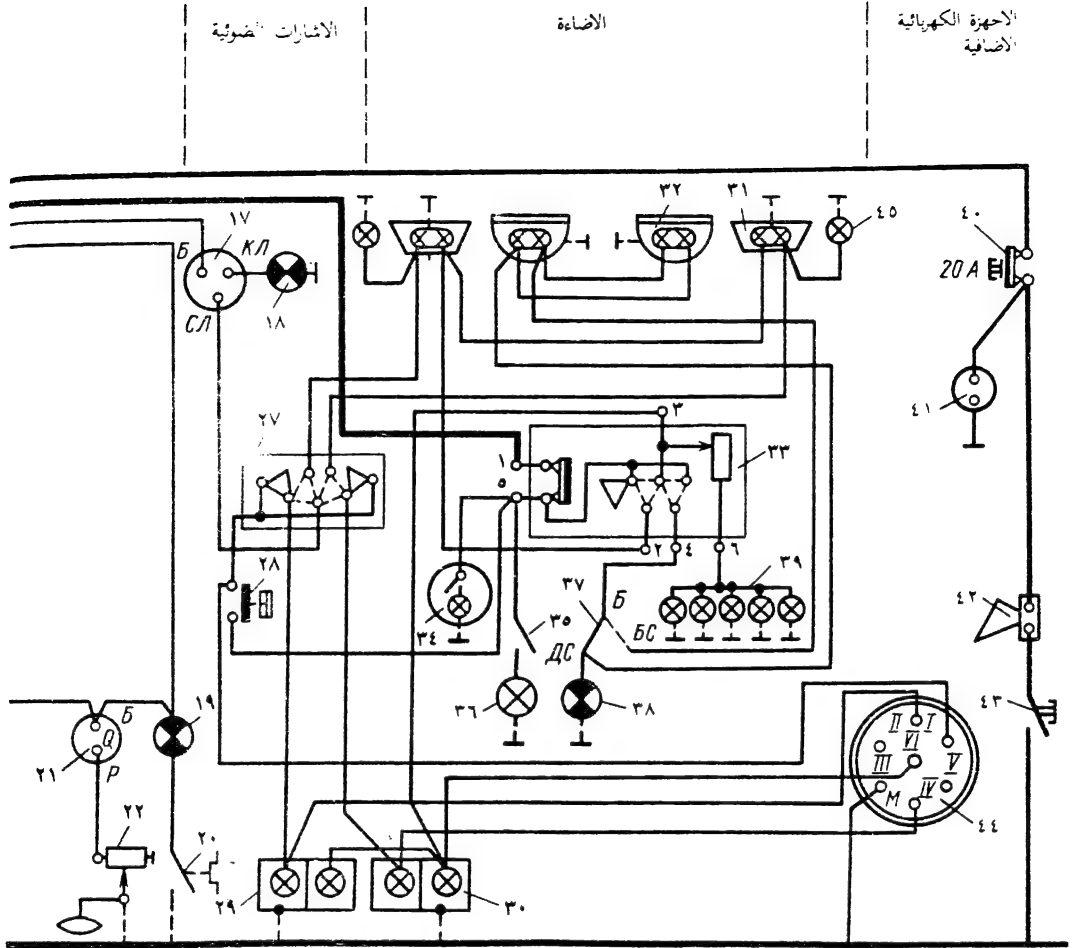 الاجهزة الكهربائية
الاضافية
الاضاءة
الاشارات الضوئية
٤٥
٣١
٣٢
١٧
٤٠
Б
КЛ
20 А
١٨
СЛ
٤١
٣
٢٧
١
٣٣
٥
٢
٤
٦
٢٨
٣٩
٣٧
Б
٤٢
٣٤
٣٥
БС
ДС
١٩
٣٦
٣٨
٤٣
Б
II
I
Q
VI
٢١
P
III
V
M
IV
٢٢
٤٤
٢٠
٢٩
٣٠